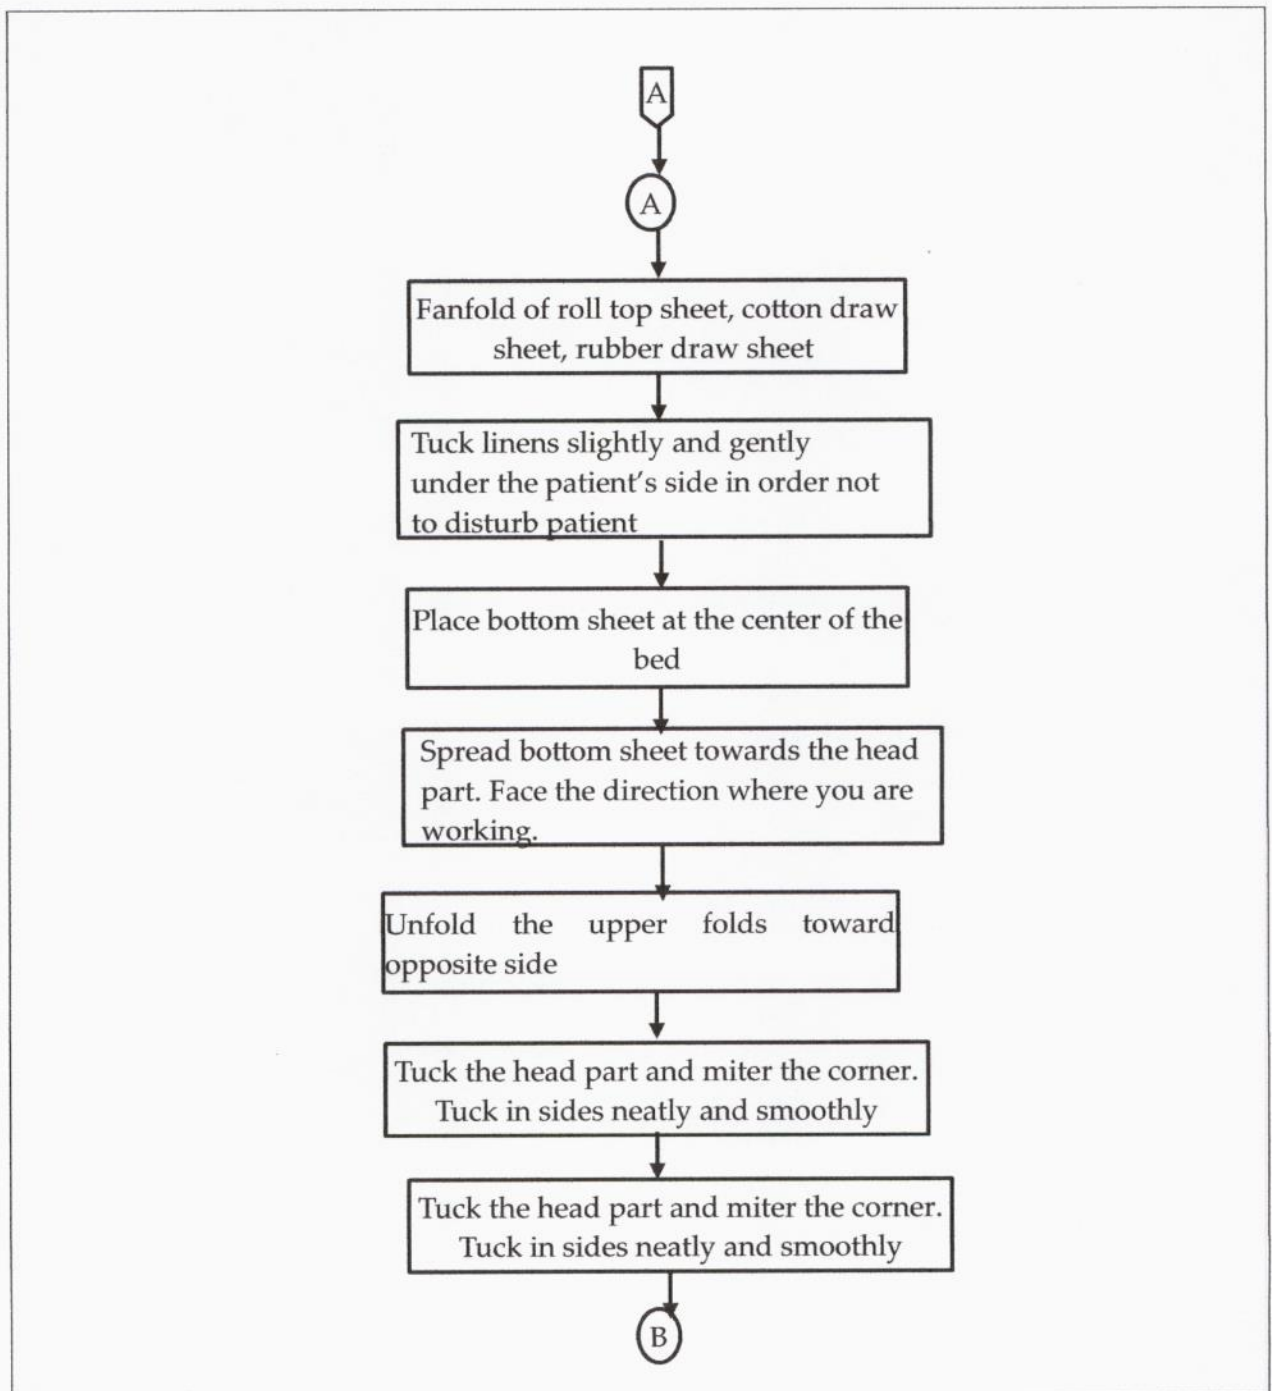 A
A
Fanfold of roll top sheet, cotton draw
sheet, rubber draw sheet
Tuck linens slightly and gently
under the patient's side in order not
to disturb patient
Place bottom sheet at the center of the
bed
Spread bottom sheet towards the head
part. Face the direction where you are
working.
Unfold the upper folds toward
opposite side
Tuck the head part and miter the corner.
Tuck in sides neatly and smoothly
Tuck the head part and miter the corner.
Tuck in sides neatly and smoothly
B